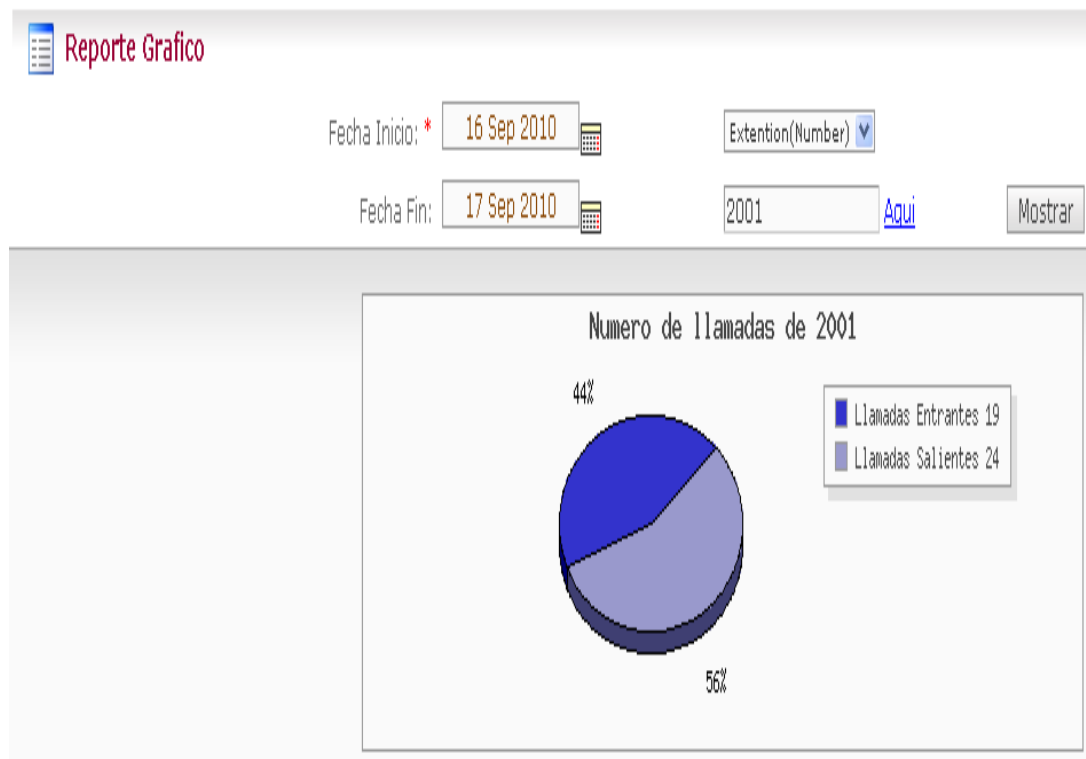 Reporte Grafico
Fecha Inicio: * 16 Sep 2010 Extention(Number)
Fecha Fin: 17 Sep 2010 2001 Aqui Mostrar
Numero de llamadas de 2001
44%
Llamadas Entrantes 19
Llamadas Salientes 24
56%